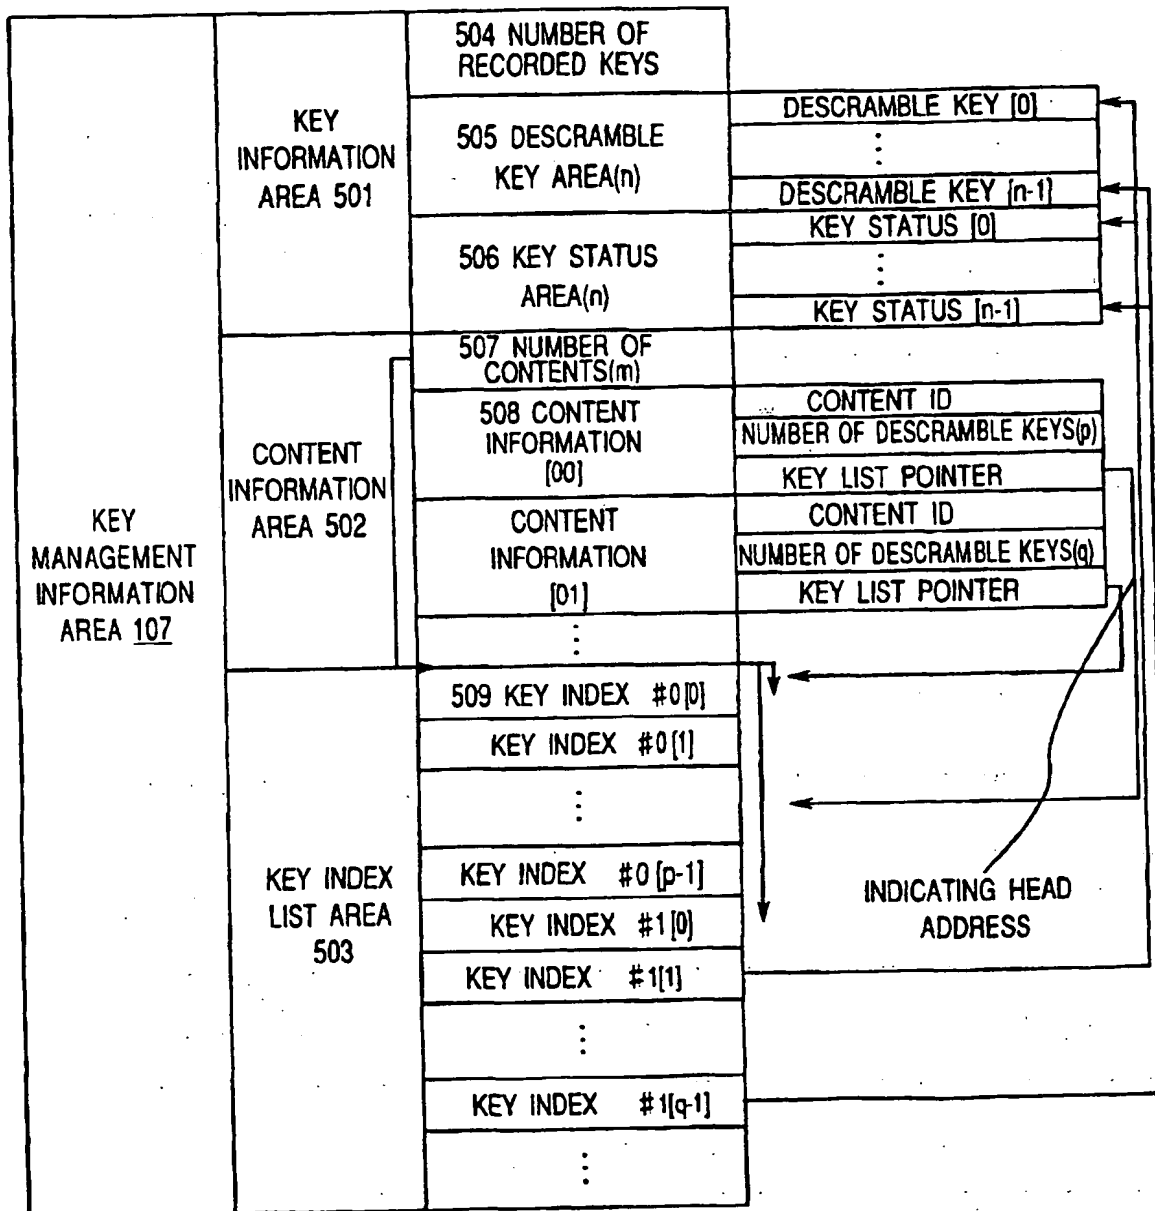 KEY
MANAGEMENT
INFORMATION
AREA 107
KEY
INFORMATION
AREA 501
504 NUMBER OF
RECORDED KEYS
505 DESCRAMBLE
KEY AREA(n)
DESCRAMBLE KEY [0]
DESCRAMBLE KEY [n-1]
506 KEY STATUS
AREA(n)
KEY STATUS [0]
KEY STATUS [n-1]
CONTENT
INFORMATION
AREA 502
507 NUMBER OF
CONTENTS(m)
508 CONTENT
INFORMATION
[00]
CONTENT ID
NUMBER OF DESCRAMBLE KEYS(p)
KEY LIST POINTER
CONTENT
INFORMATION
[01]
CONTENT ID
NUMBER OF DESCRAMBLE KEYS(q)
KEY LIST POINTER
KEY INDEX
LIST AREA
503
509 KEY INDEX #0[0]
KEY INDEX #0[1]
KEY INDEX #0[p-1]
KEY INDEX #1[0]
KEY INDEX #1[1]
KEY INDEX #1[q-1]
INDICATING HEAD
ADDRESS